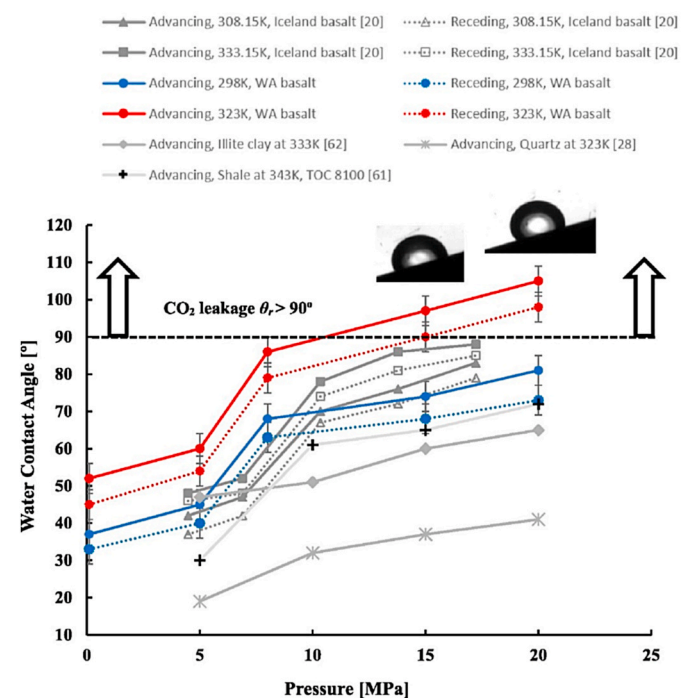 Advancing, 308.15K, Iceland basalt [20] Receding, 308.15K, Iceland basalt [20]
Advancing, 333.15K, Iceland basalt [20] Receding, 333.15K, Iceland basalt [20]
Advancing, 298K, WA basalt Receding, 298K, WA basalt
Advancing, 323K, WA basalt Receding, 323K, WA basalt
Advancing, Illite clay at 333K [62] Advancing, Quartz at 323K [28]
Advancing, Shale at 343K, TOC 8100 [61]
120
110
100
CO₂ leakage θᵣ > 90º
90
80
70
60
50
40
30
20
10
Water Contact Angle [º]
0 5 10 15 20 25
Pressure [MPa]